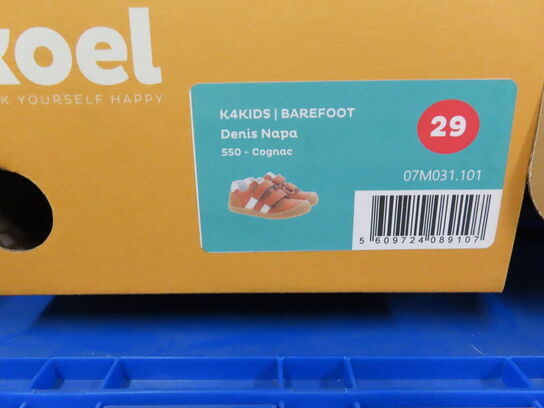 koel
K YOURSELF HAPPY
K4KIDS | BAREFOOT
Denis Napa
550 - Cognac
29
07M031.101
5 609724 089107